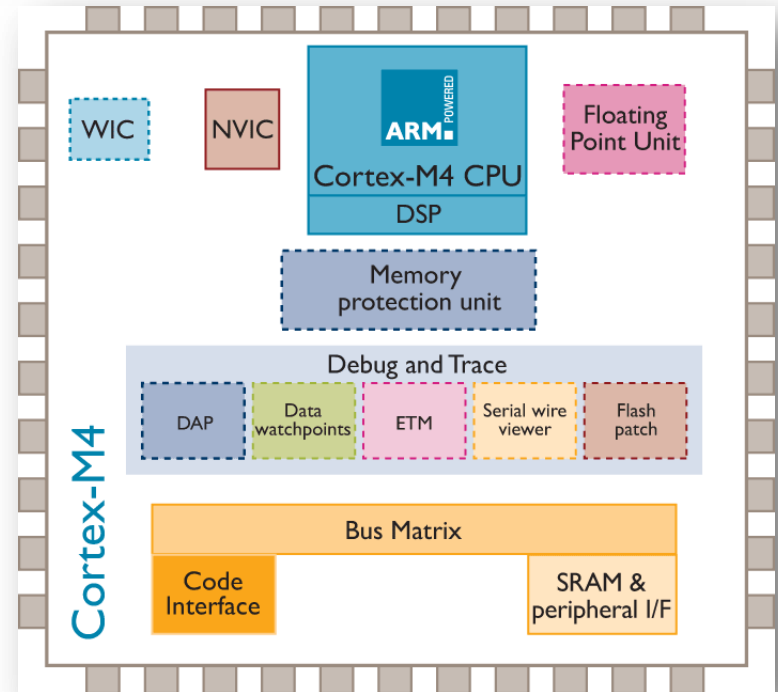 WIC
NVIC
ARM
POWERED
Cortex-M4 CPU
DSP
Floating
Point Unit
Memory
protection unit
Debug and Trace
DAP
Data
watchpoints
ETM
Serial wire
viewer
Flash
patch
Cortex-M4
Bus Matrix
Code
Interface
SRAM &
peripheral I/F